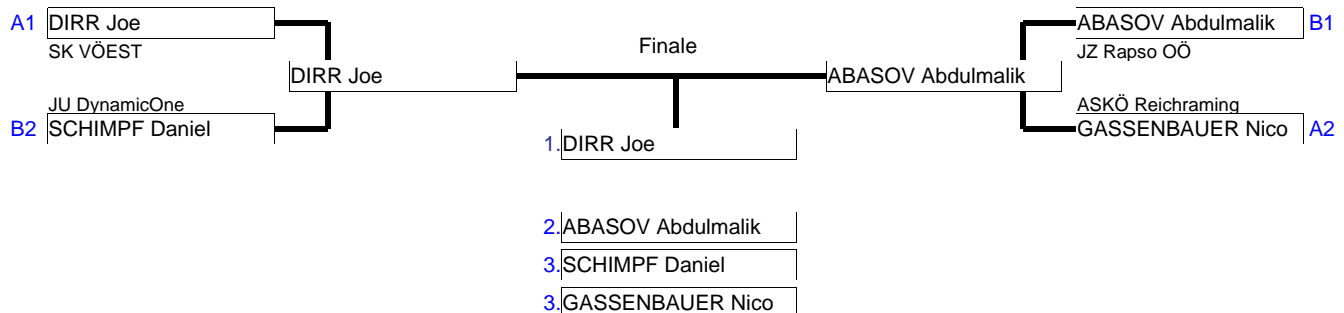 A1 DIRR Joe
SK VÖEST
DIRR Joe
JU DynamicOne
B2 SCHIMPF Daniel
Finale
1. DIRR Joe
2. ABASOV Abdulmalik
3. SCHIMPF Daniel
3. GASSENBAUER Nico
ABASOV Abdulmalik B1
JZ Rapso OÖ
ABASOV Abdulmalik
ASKÖ Reichraming
GASSENBAUER Nico A2